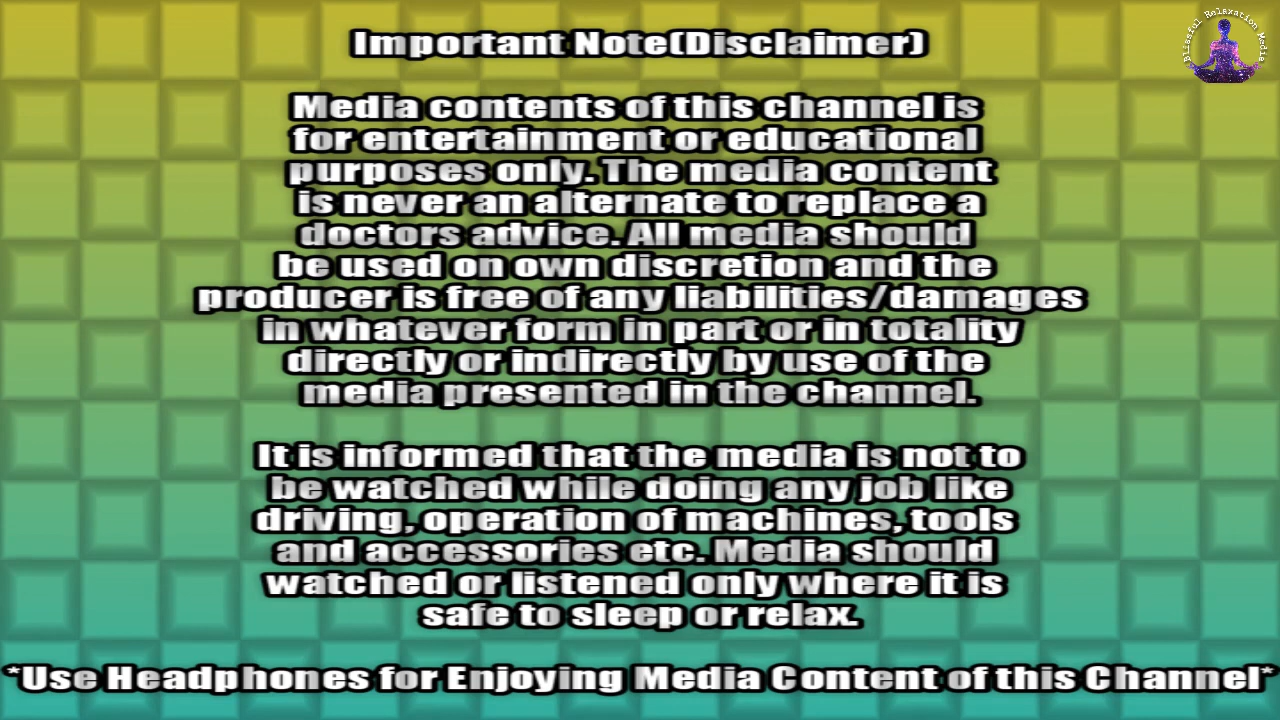 Blissful Relaxation Media
Important Note(Disclaimer)
Media contents of this channel is
for entertainment or educational
purposes only. The media content
is never an alternate to replace a
doctors advice. All media should
be used on own discretion and the
producer is free of any liabilities/damages
in whatever form in part or in totality
directly or indirectly by use of the
media presented in the channel.
It is informed that the media is not to
be watched while doing any job like
driving, operation of machines, tools
and accessories etc. Media should
watched or listened only where it is
safe to sleep or relax.
*Use Headphones for Enjoying Media Content of this Channel*